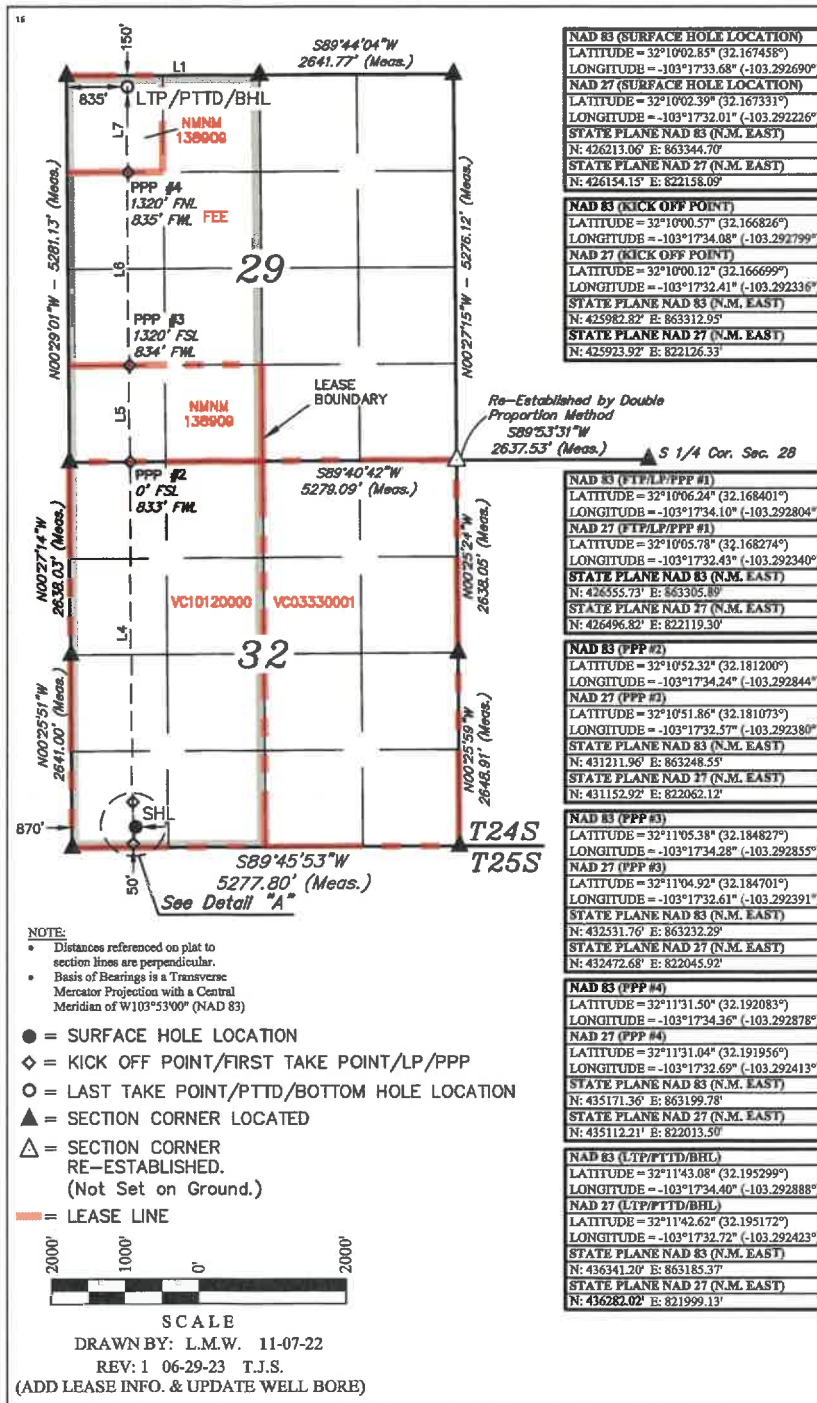 16
150'
L1
S89°44'04"W
2641.77' (Meas.)
835'
LTP/PTTD/BHL
L7
NMNM
138909
PPP #4
1320' FNL
835' FWL
FEE
N00°29'01"W - 5281.13' (Meas.)
N00°27'15"W - 5276.12' (Meas.)
L6
29
PPP #3
1320' FSL
834' FWL
LEASE
BOUNDARY
NMNM
138909
L5
Re-Established by Double
Proportion Method
S89°53'31"W
2637.53' (Meas.)
S 1/4 Cor. Sec. 28
PPP #2
0' FSL
833' FWL
S89°40'42"W
5279.09' (Meas.)
N00°27'14"W
2638.03' (Meas.)
N00°25'24"W
2638.05' (Meas.)
VC10120000
VC03330001
L4
32
N00°25'51"W
2641.00' (Meas.)
N00°25'59"W
2648.91' (Meas.)
SHL
870'
T24S
T25S
S89°45'53"W
5277.80' (Meas.)
50'
See Detail "A"
NOTE:
• Distances referenced on plat to
section lines are perpendicular.
• Basis of Bearings is a Transverse
Mercator Projection with a Central
Meridian of W103°53'00" (NAD 83)
= SURFACE HOLE LOCATION
= KICK OFF POINT/FIRST TAKE POINT/LP/PPP
= LAST TAKE POINT/PTTD/BOTTOM HOLE LOCATION
= SECTION CORNER LOCATED
= SECTION CORNER
RE-ESTABLISHED.
(Not Set on Ground.)
= LEASE LINE
2000' 1000' 0' 2000'
SCALE
DRAWN BY: L.M.W. 11-07-22
REV: 1 06-29-23 T.J.S.
(ADD LEASE INFO. & UPDATE WELL BORE)
NAD 83 (SURFACE HOLE LOCATION)
LATITUDE = 32°10'02.85" (32.167458°)
LONGITUDE = -103°17'33.68" (-103.292690°)
NAD 27 (SURFACE HOLE LOCATION)
LATITUDE = 32°10'02.39" (32.167331°)
LONGITUDE = -103°17'32.01" (-103.292226°)
STATE PLANE NAD 83 (N.M. EAST)
N: 426213.06' E: 863344.70'
STATE PLANE NAD 27 (N.M. EAST)
N: 426154.15' E: 822158.09'
NAD 83 (KICK OFF POINT)
LATITUDE = 32°10'00.57" (32.166826°)
LONGITUDE = -103°17'34.08" (-103.292799°)
NAD 27 (KICK OFF POINT)
LATITUDE = 32°10'00.12" (32.166699°)
LONGITUDE = -103°17'32.41" (-103.292336°)
STATE PLANE NAD 83 (N.M. EAST)
N: 425982.82' E: 863312.95'
STATE PLANE NAD 27 (N.M. EAST)
N: 425923.92' E: 822126.33'
NAD 83 (FTP/LP/PPP #1)
LATITUDE = 32°10'06.24" (32.168401°)
LONGITUDE = -103°17'34.10" (-103.292804°)
NAD 27 (FTP/LP/PPP #1)
LATITUDE = 32°10'05.78" (32.168274°)
LONGITUDE = -103°17'32.43" (-103.292340°)
STATE PLANE NAD 83 (N.M. EAST)
N: 426555.73' E: 863305.89'
STATE PLANE NAD 27 (N.M. EAST)
N: 426496.82' E: 822119.30'
NAD 83 (PPP #2)
LATITUDE = 32°10'52.32" (32.181200°)
LONGITUDE = -103°17'34.24" (-103.292844°)
NAD 27 (PPP #2)
LATITUDE = 32°10'51.86" (32.181073°)
LONGITUDE = -103°17'32.57" (-103.292380°)
STATE PLANE NAD 83 (N.M. EAST)
N: 431211.96' E: 863248.55'
STATE PLANE NAD 27 (N.M. EAST)
N: 431152.92' E: 822062.12'
NAD 83 (PPP #3)
LATITUDE = 32°11'05.38" (32.184827°)
LONGITUDE = -103°17'34.28" (-103.292855°)
NAD 27 (PPP #3)
LATITUDE = 32°11'04.92" (32.184701°)
LONGITUDE = -103°17'32.61" (-103.292391°)
STATE PLANE NAD 83 (N.M. EAST)
N: 432531.76' E: 863232.29'
STATE PLANE NAD 27 (N.M. EAST)
N: 432472.68' E: 822045.92'
NAD 83 (PPP #4)
LATITUDE = 32°11'31.50" (32.192083°)
LONGITUDE = -103°17'34.36" (-103.292878°)
NAD 27 (PPP #4)
LATITUDE = 32°11'31.04" (32.191956°)
LONGITUDE = -103°17'32.69" (-103.292413°)
STATE PLANE NAD 83 (N.M. EAST)
N: 435171.36' E: 863199.78'
STATE PLANE NAD 27 (N.M. EAST)
N: 435112.21' E: 822013.50'
NAD 83 (LTP/PTTD/BHL)
LATITUDE = 32°11'43.08" (32.195299°)
LONGITUDE = -103°17'34.40" (-103.292888°)
NAD 27 (LTP/PTTD/BHL)
LATITUDE = 32°11'42.62" (32.195172°)
LONGITUDE = -103°17'32.72" (-103.292423°)
STATE PLANE NAD 83 (N.M. EAST)
N: 436341.20' E: 863185.37'
STATE PLANE NAD 27 (N.M. EAST)
N: 436282.02' E: 821999.13'